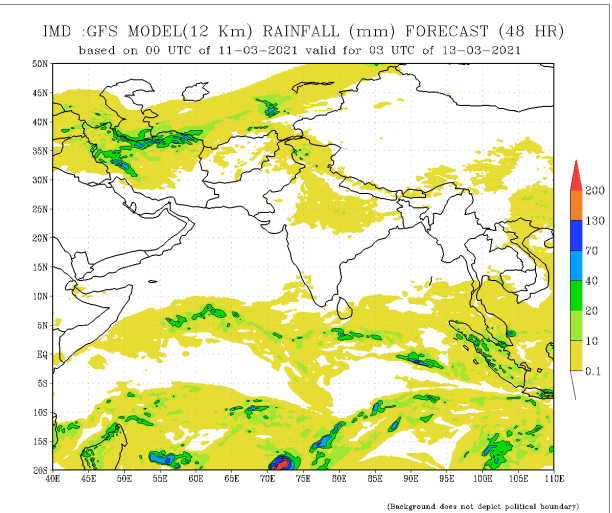 IMD :GFS MODEL(12 Km) RAINFALL (mm) FORECAST (48 HR)
based on 00 UTC of 11-03-2021 valid for 03 UTC of 13-03-2021
50N
45N
40N
35N
30N
25N
20N
15N
10N
5N
EQ
5S
10S
15S
20S
40E 45E 50E 55E 60E 65E 70E 75E 80E 85E 90E 95E 100E 105E 110E
200
130
70
40
20
10
0.1
(Background does not depict political boundary)